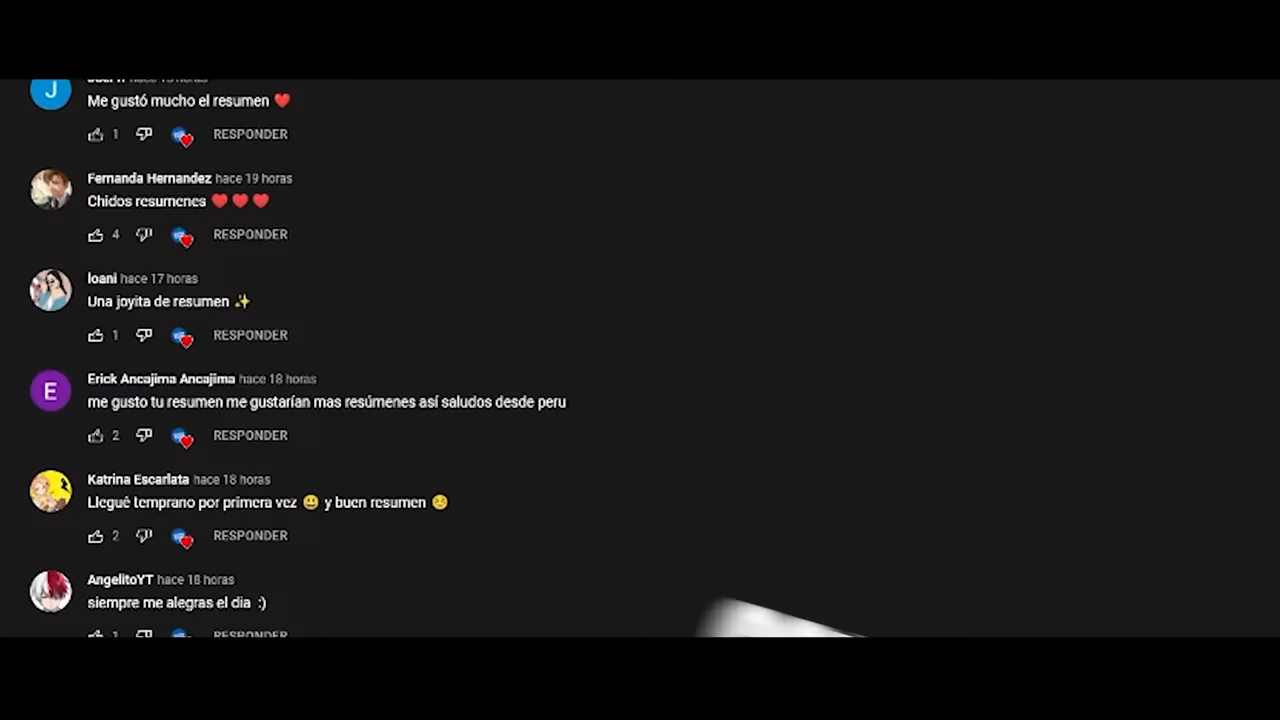 J
Me gustó mucho el resumen ❤️
1 RESPONDER
Fernanda Hernandez hace 19 horas
Chidos resumenes ❤️ ❤️ ❤️
4 RESPONDER
Ioani hace 17 horas
Una joyita de resumen ✨
1 RESPONDER
E
Erick Ancajima Ancajima hace 18 horas
me gusto tu resumen me gustarían mas resúmenes así saludos desde peru
2 RESPONDER
Katrina Escarlata hace 18 horas
Llegué temprano por primera vez 😃 y buen resumen ☺️
2 RESPONDER
AngelitoYT hace 18 horas
siempre me alegras el dia :)
1 RESPONDER